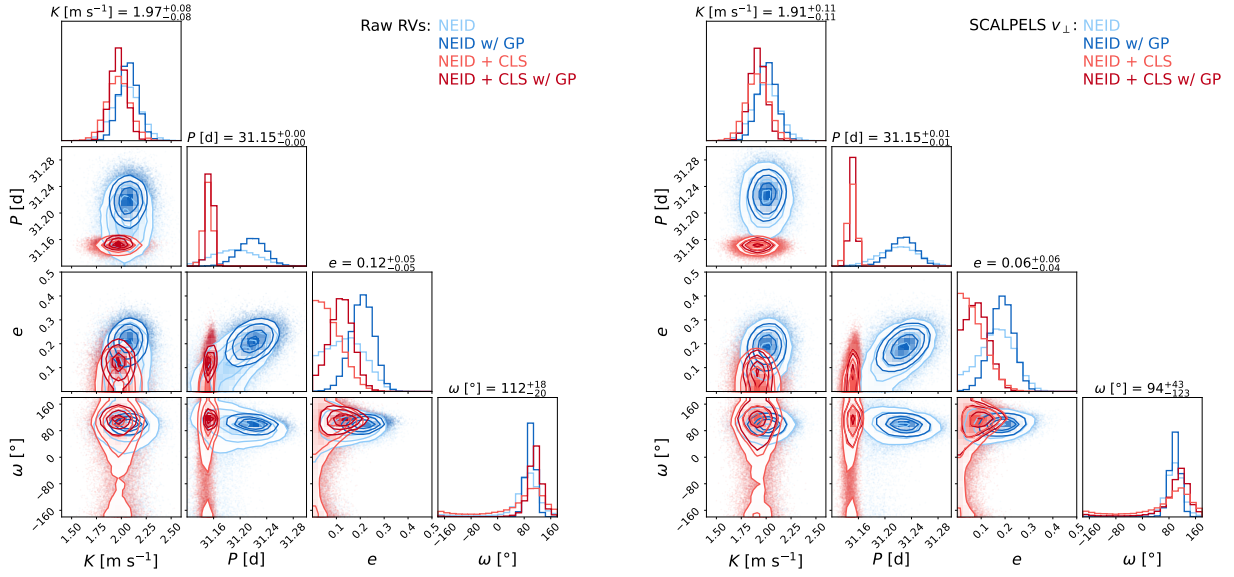 K [m s⁻¹] = 1.97+0.08−0.08
Raw RVs: NEID
NEID w/ GP
NEID + CLS
NEID + CLS w/ GP
P [d] = 31.15+0.00−0.00
31.28
31.24
31.20
31.16
P [d]
e = 0.12+0.05−0.05
0.5
0.4
0.3
0.2
0.1
e
ω [°] = 112+18−20
160
80
0
−80
−160
ω [°]
1.50
1.75
2.00
2.25
2.50
K [m s⁻¹]
31.16
31.20
31.24
31.28
P [d]
0.1
0.2
0.3
0.4
0.5
e
−160
−80
0
80
160
ω [°]
K [m s⁻¹] = 1.91+0.11−0.11
SCALPELS v⊥: NEID
NEID w/ GP
NEID + CLS
NEID + CLS w/ GP
P [d] = 31.15+0.01−0.01
31.28
31.24
31.20
31.16
P [d]
e = 0.06+0.06−0.04
0.5
0.4
0.3
0.2
0.1
e
ω [°] = 94+43−123
160
80
0
−80
−160
ω [°]
1.50
1.75
2.00
2.25
2.50
K [m s⁻¹]
31.16
31.20
31.24
31.28
P [d]
0.1
0.2
0.3
0.4
0.5
e
−160
−80
0
80
160
ω [°]